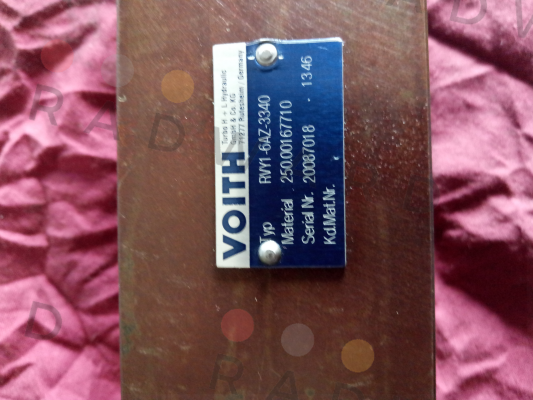 VOITH
Turbo H + L Hydraulic
GmbH & Co. KG
71277 Rutesheim / Germany
Typ RVY1-6AZ-3340
Material 250.00167710
Serial Nr. 20087018 . 1346
Kd.Mat.Nr.